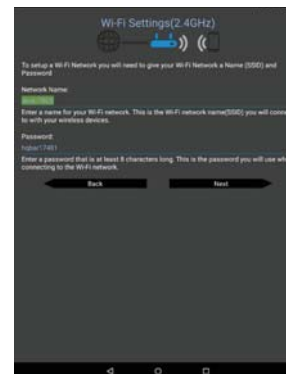 Wi-Fi Settings(2.4GHz)
To setup a Wi-Fi Network you will need to give your Wi-Fi Network a Name (SSID) and
Password
Network Name:
Enter a name for your WiFi network. This is the Wi-Fi network name(SSID) you will conn
to with your wireless devices.
Password:
Enter a password that is at least 8 characters long. This is the password you will use wh
connecting to the Wi-Fi network.
Back
Next